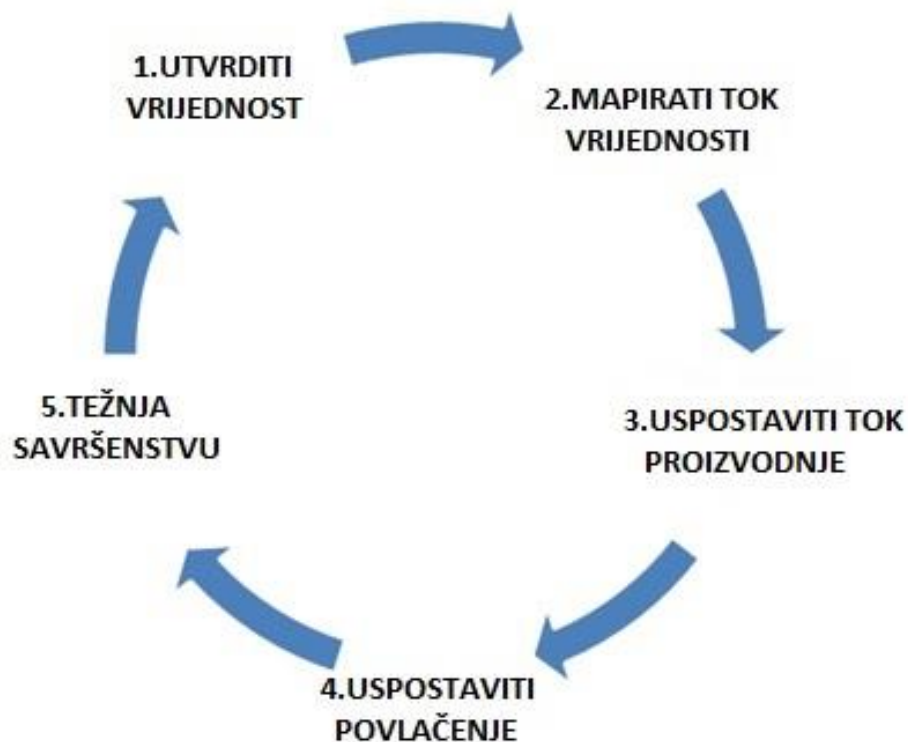 1.UTVRDITI
VRIJEDNOST
2.MAPIRATI TOK
VRIJEDNOSTI
3.USPOSTAVITI TOK
PROIZVODNJE
4.USPOSTAVITI
POVLAČENJE
5.TEŽNJA
SAVRŠENSTVU